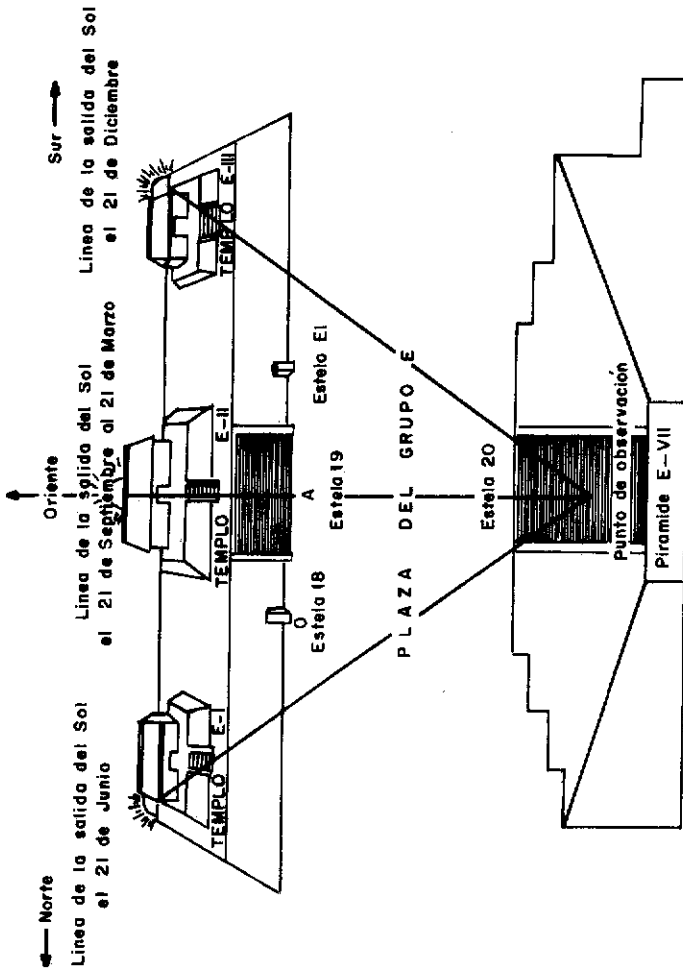 ← Norte
Sur →
Linea de la salida del Sol
el 21 de Junio
Oriente
Linea de la salida del Sol
el 21 de Septiembre al 21 de Marzo
Linea de la salida del Sol
el 21 de Diciembre
TEMPLO E-I
TEMPLO E-II
TEMPLO E-III
Estela 18
A
Estela 19
Estela E1
PLAZA DEL GRUPO E
Estela 20
Punto de observación
Piramide E-VII